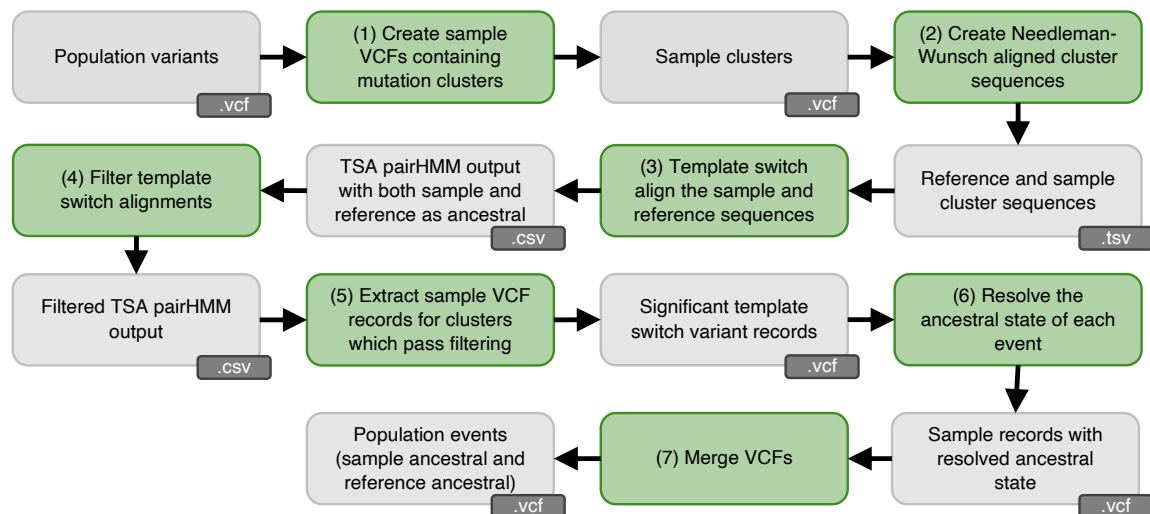 Population variants
.vcf
(1) Create sample
VCFs containing
mutation clusters
Sample clusters
.vcf
(2) Create Needleman-
Wunsch aligned cluster
sequences
(4) Filter template
switch alignments
TSA pairHMM output
with both sample and
reference as ancestral
.csv
(3) Template switch
align the sample and
reference sequences
Reference and sample
cluster sequences
.tsv
Filtered TSA pairHMM
output
.csv
(5) Extract sample VCF
records for clusters
which pass filtering
Significant template
switch variant records
.vcf
(6) Resolve the
ancestral state of each
event
Population events
(sample ancestral and
reference ancestral)
.vcf
(7) Merge VCFs
Sample records with
resolved ancestral
state
.vcf